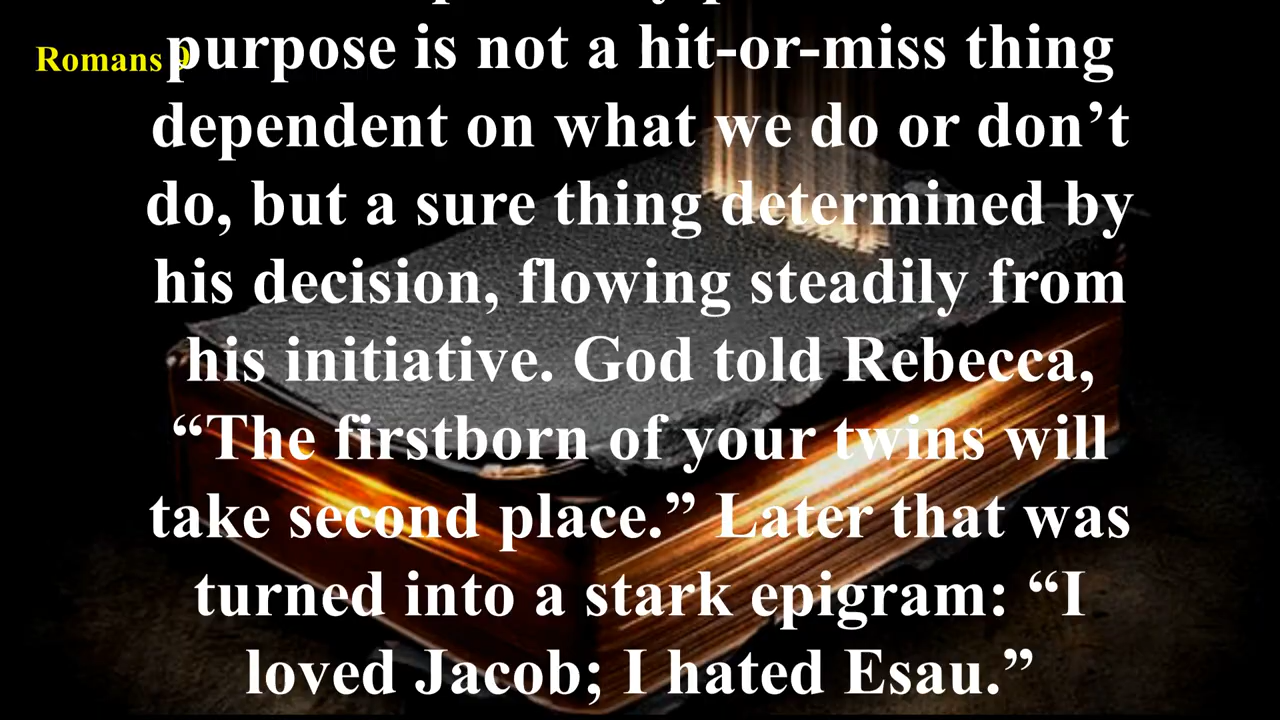 Romans 9
purpose is not a hit-or-miss thing
dependent on what we do or don’t
do, but a sure thing determined by
his decision, flowing steadily from
his initiative. God told Rebecca,
“The firstborn of your twins will
take second place.” Later that was
turned into a stark epigram: “I
loved Jacob; I hated Esau.”